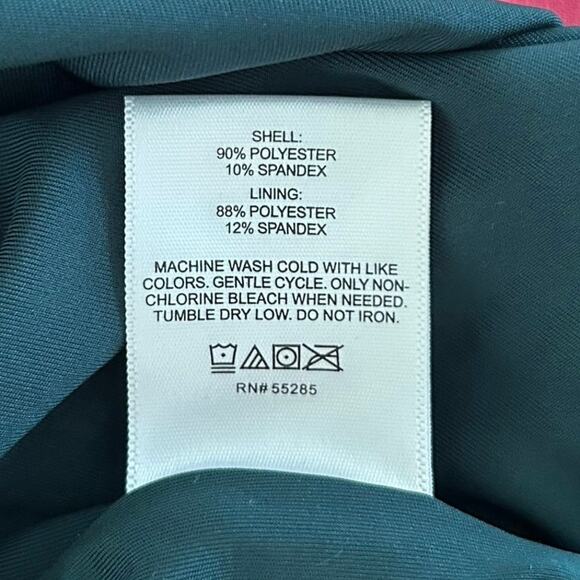 SHELL:
90% POLYESTER
10% SPANDEX
LINING:
88% POLYESTER
12% SPANDEX
MACHINE WASH COLD WITH LIKE
COLORS. GENTLE CYCLE. ONLY NON-
CHLORINE BLEACH WHEN NEEDED.
TUMBLE DRY LOW. DO NOT IRON.
RN# 55285